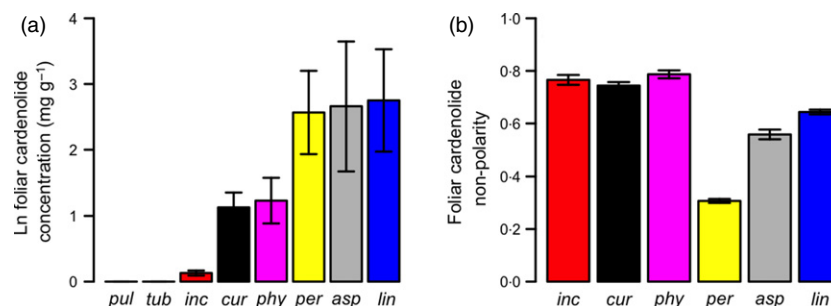 (a)
Ln foliar cardenolide
concentration (mg g⁻¹)
4
3
2
1
0
pul tub inc cur phy per asp lin
(b)
Foliar cardenolide
non-polarity
1·0
0·8
0·6
0·4
0·2
0·0
inc cur phy per asp lin